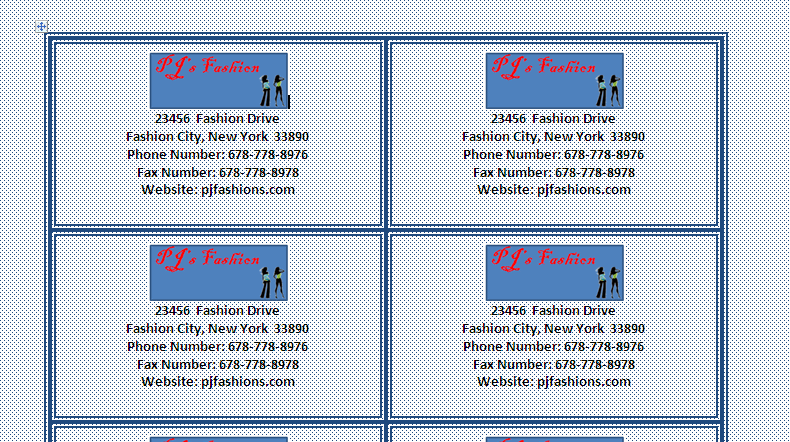 PJ's Fashion
23456 Fashion Drive
Fashion City, New York 33890
Phone Number: 678-778-8976
Fax Number: 678-778-8978
Website: pjfashions.com
PJ's Fashion
23456 Fashion Drive
Fashion City, New York 33890
Phone Number: 678-778-8976
Fax Number: 678-778-8978
Website: pjfashions.com
PJ's Fashion
23456 Fashion Drive
Fashion City, New York 33890
Phone Number: 678-778-8976
Fax Number: 678-778-8978
Website: pjfashions.com
PJ's Fashion
23456 Fashion Drive
Fashion City, New York 33890
Phone Number: 678-778-8976
Fax Number: 678-778-8978
Website: pjfashions.com